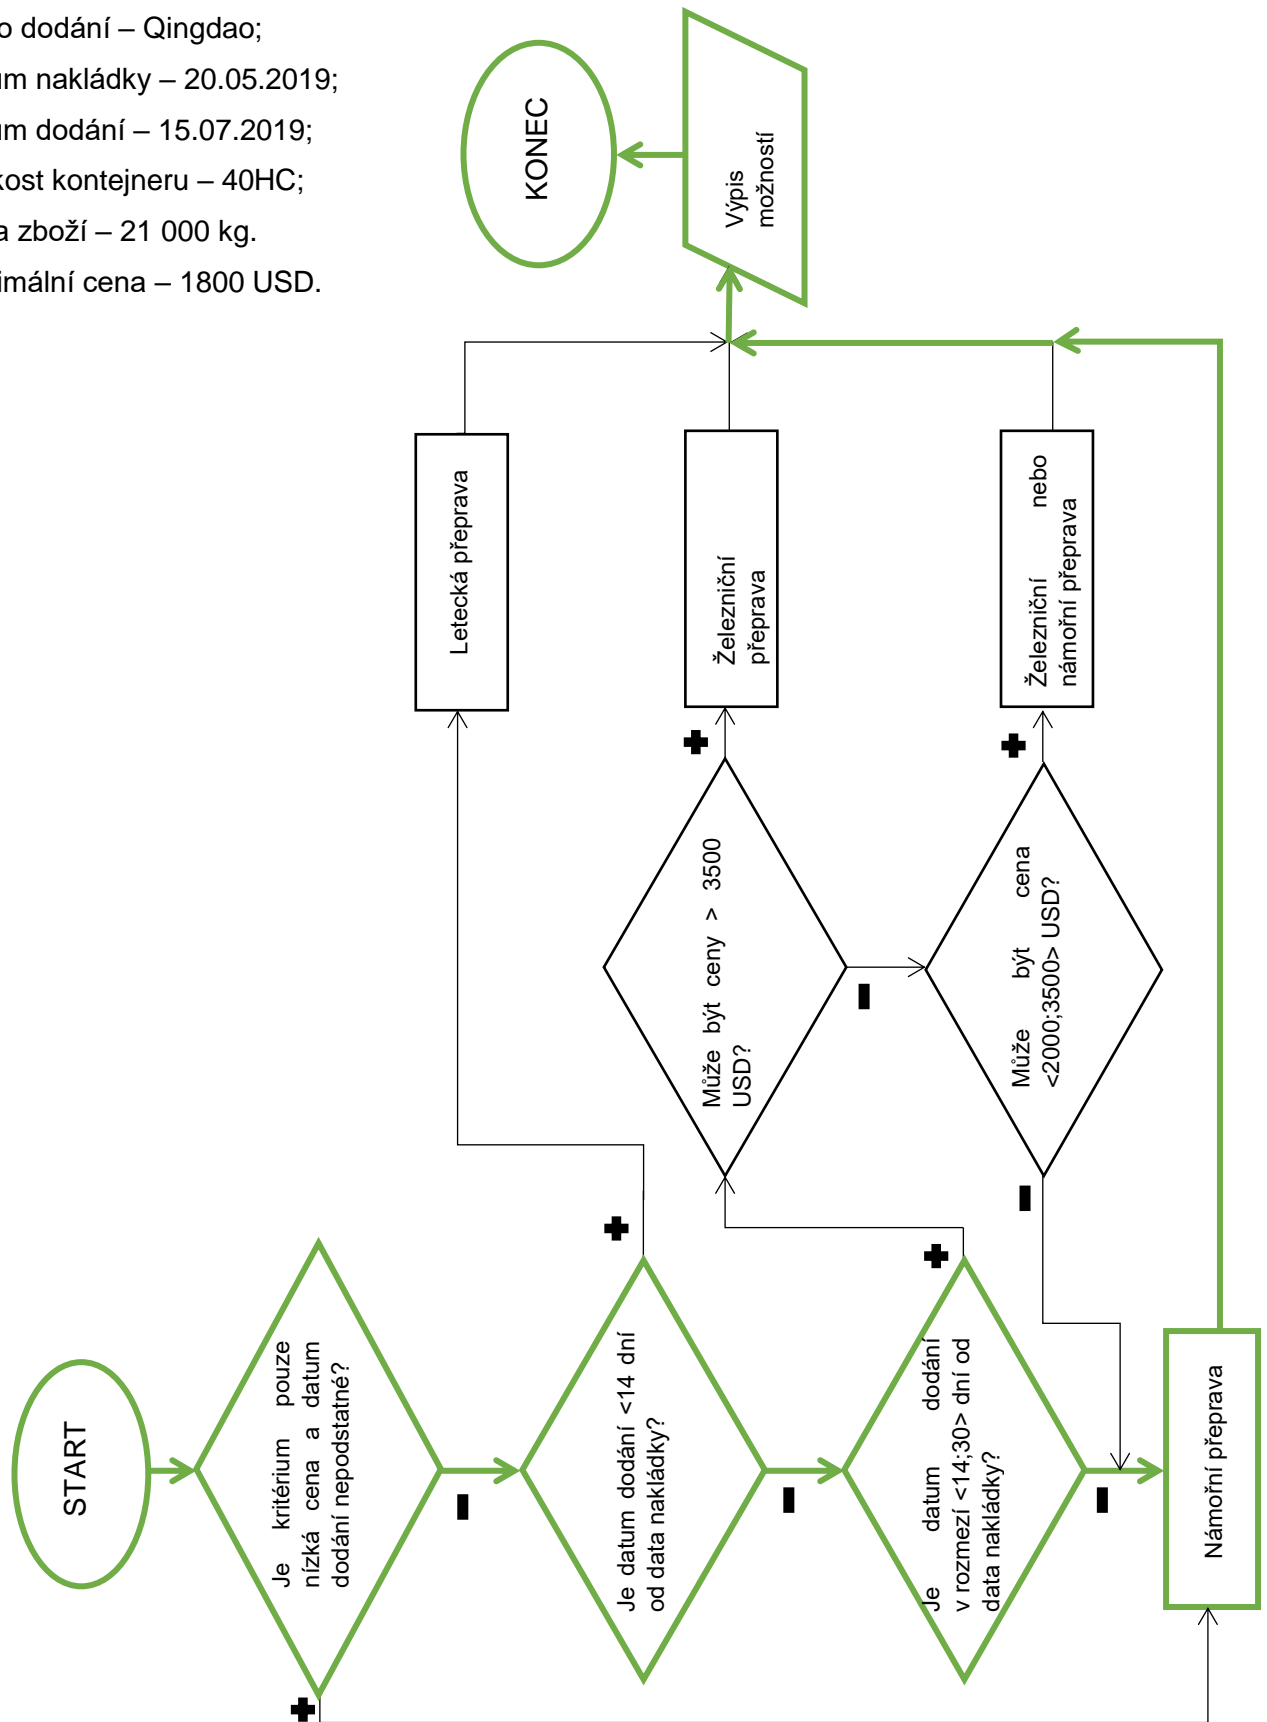 o dodání – Qingdao;
um nakládky – 20.05.2019;
um dodání – 15.07.2019;
kost kontejneru – 40HC;
a zboží – 21 000 kg.
imální cena – 1800 USD.
START
Je kritérium pouze
nízká cena a datum
dodání nepodstatné?
Je datum dodání <14 dní
od data nakládky?
Je datum dodání
v rozmezí <14;30> dní od
data nakládky?
Námořní přeprava
Může být ceny > 3500
USD?
Může být cena
<2000;3500> USD?
Letecká přeprava
Železniční
přeprava
Železniční nebo
námořní přeprava
Výpis
možností
KONEC